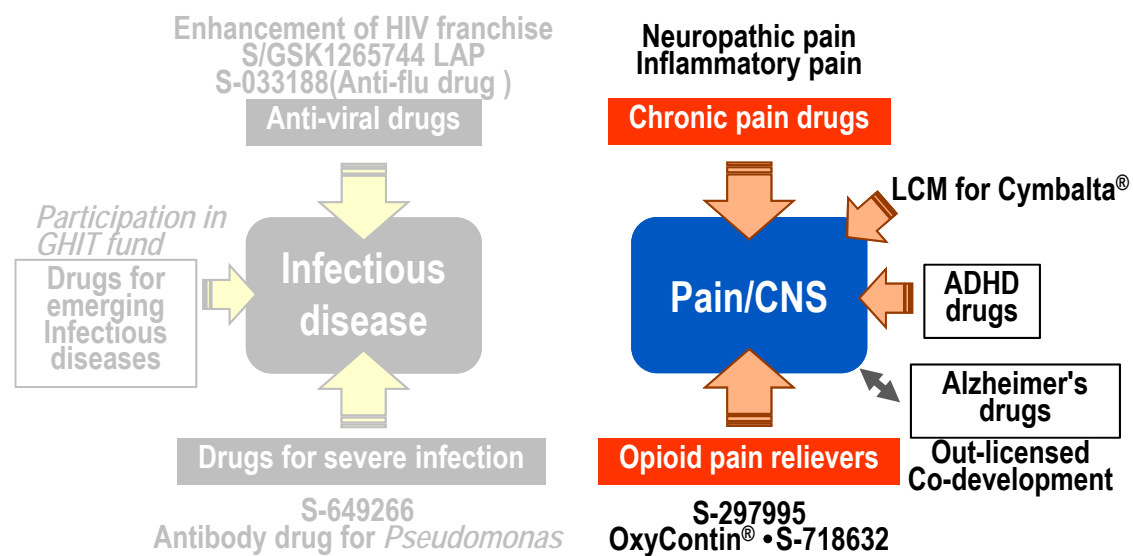 Enhancement of HIV franchise
S/GSK1265744 LAP
S-033188(Anti-flu drug )
Anti-viral drugs
Participation in
GHIT fund
Drugs for
emerging
Infectious
diseases
Infectious
disease
Drugs for severe infection
S-649266
Antibody drug for Pseudomonas
Neuropathic pain
Inflammatory pain
Chronic pain drugs
LCM for Cymbalta®
Pain/CNS
ADHD
drugs
Alzheimer's
drugs
Out-licensed
Co-development
Opioid pain relievers
S-297995
OxyContin® •S-718632